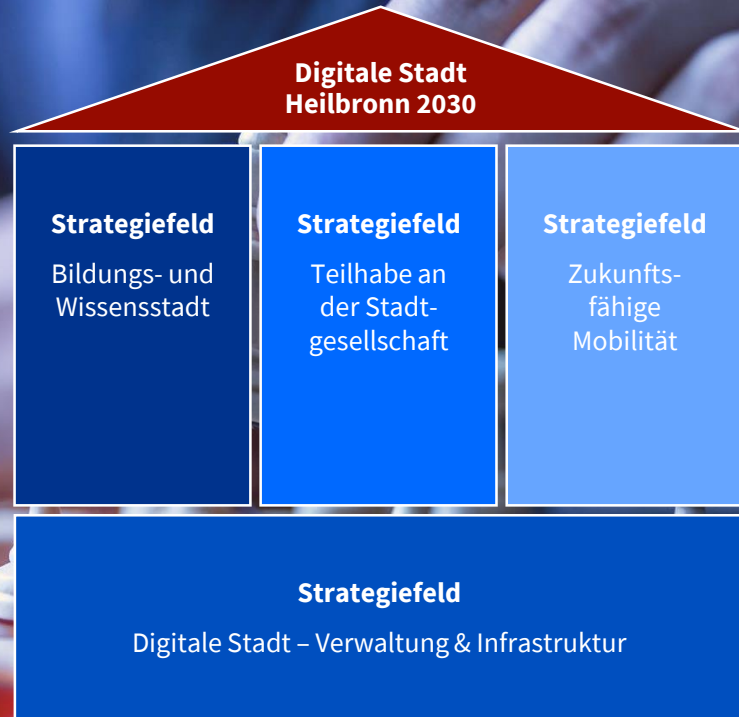 Digitale Stadt
Heilbronn 2030
Strategiefeld
Bildungs- und
Wissensstadt
Strategiefeld
Teilhabe an
der Stadt-
gesellschaft
Strategiefeld
Zukunfts-
fähige
Mobilität
Strategiefeld
Digitale Stadt – Verwaltung & Infrastruktur